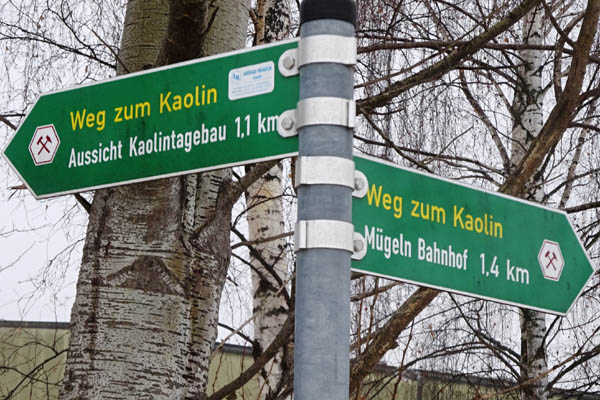 Weg zum Kaolin
Aussicht Kaolintagebau 1,1 km
Weg zum Kaolin
Mügeln Bahnhof 1,4 km